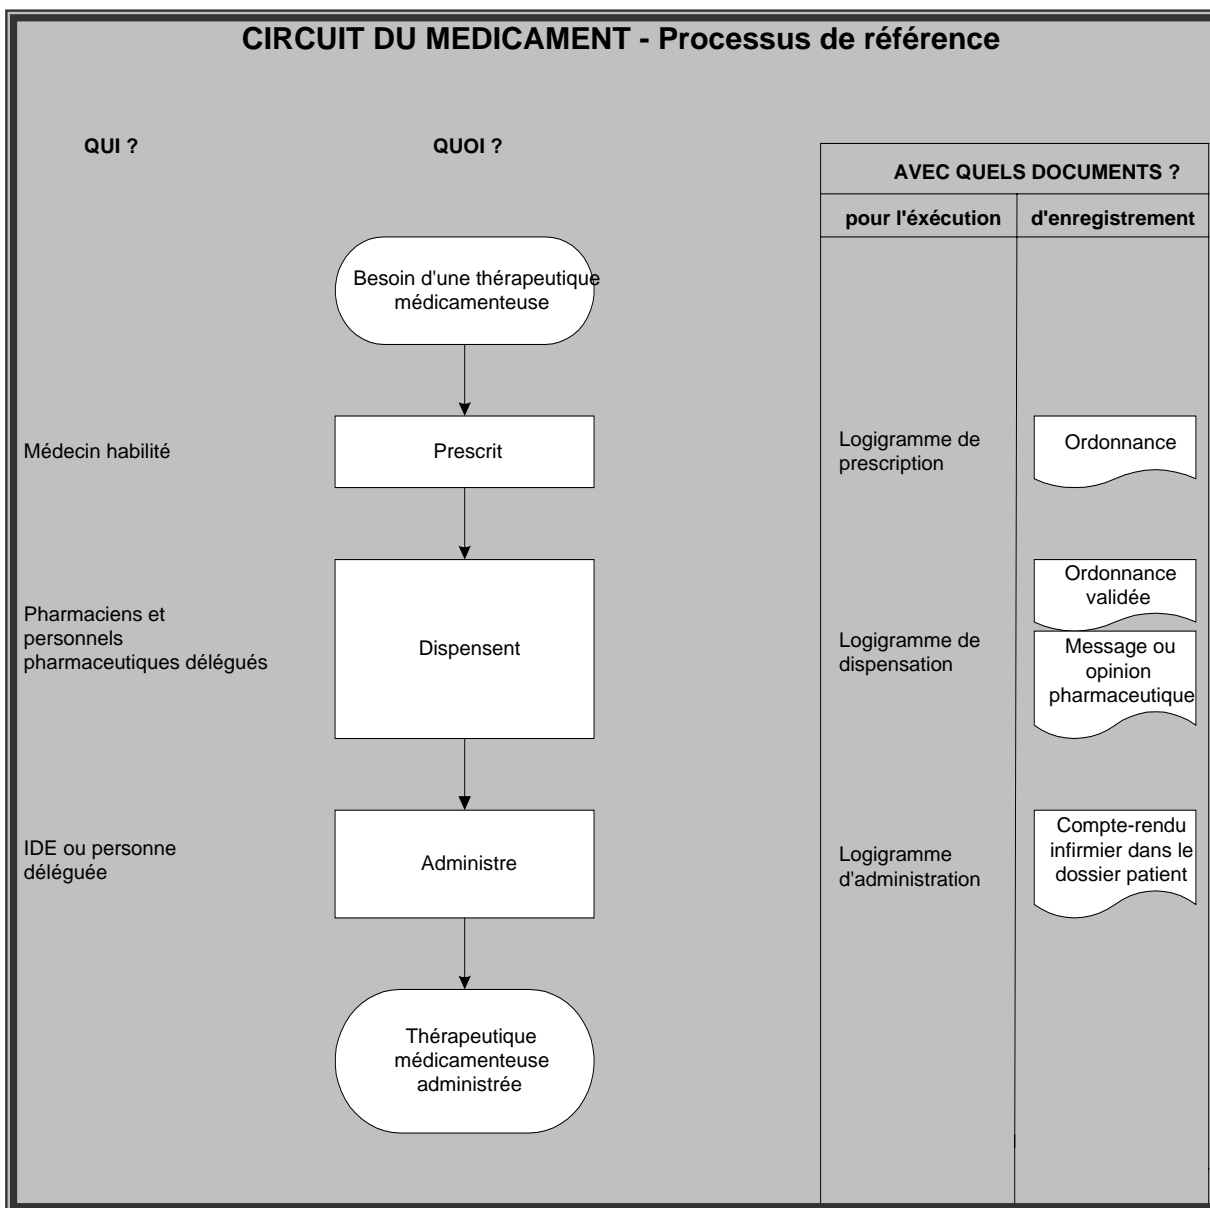 CIRCUIT DU MEDICAMENT - Processus de référence
QUI ?
QUOI ?
AVEC QUELS DOCUMENTS ?
pour l'éxécution
d'enregistrement
Besoin d'une thérapeutique
médicamenteuse
Médecin habilité
Prescrit
Logigramme de
prescription
Ordonnance
Pharmaciens et
personnels
pharmaceutiques délégués
Dispensent
Logigramme de
dispensation
Ordonnance
validée
Message ou
opinion
pharmaceutique
IDE ou personne
déléguée
Administre
Logigramme
d'administration
Compte-rendu
infirmier dans le
dossier patient
Thérapeutique
médicamenteuse
administrée